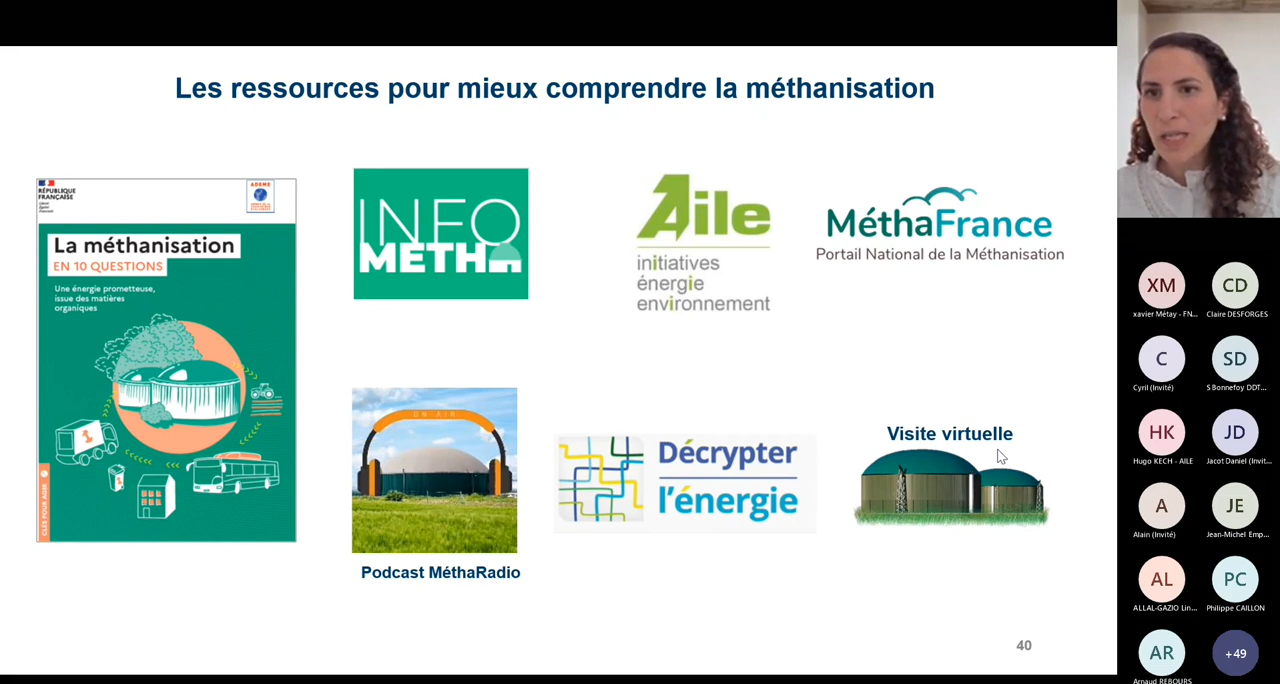 Les ressources pour mieux comprendre la méthanisation
RÉPUBLIQUE
FRANÇAISE
ADEME
La méthanisation
EN 10 QUESTIONS
Une énergie prometteuse,
issue des matières
organiques
CLÉS POUR AGIR
INFO
METHA
Aile
initiatives
énergie
environnement
MéthaFrance
Portail National de la Méthanisation
ON AIR
Podcast MéthaRadio
Décrypter
l'énergie
Visite virtuelle
40
XM
xavier Métay - FN...
CD
Claire DESFORGES
C
Cyril (Invité)
SD
S Bonnefoy DDT...
HK
Hugo KECH - AILE
JD
Jacot Daniel (Invit...
A
Alain (Invité)
JE
Jean-Michel Emp...
AL
ALLAL-GAZIO Lin...
PC
Philippe CAILLON
AR
Arnaud REBOURS
+49